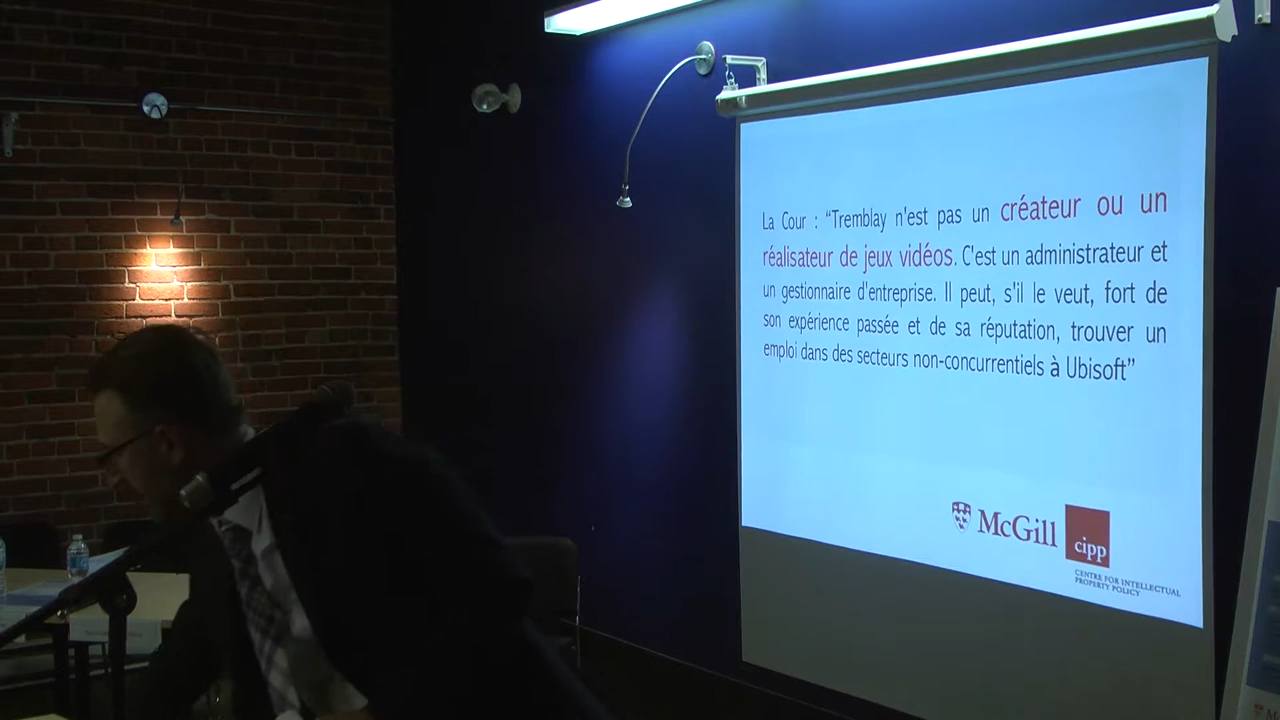 La Cour : “Tremblay n'est pas un créateur ou un
réalisateur de jeux vidéos. C'est un administrateur et
un gestionnaire d'entreprise. Il peut, s'il le veut, fort de
son expérience passée et de sa réputation, trouver un
emploi dans des secteurs non-concurrentiels à Ubisoft”
McGill
cipp
CENTRE FOR INTELLECTUAL
PROPERTY POLICY